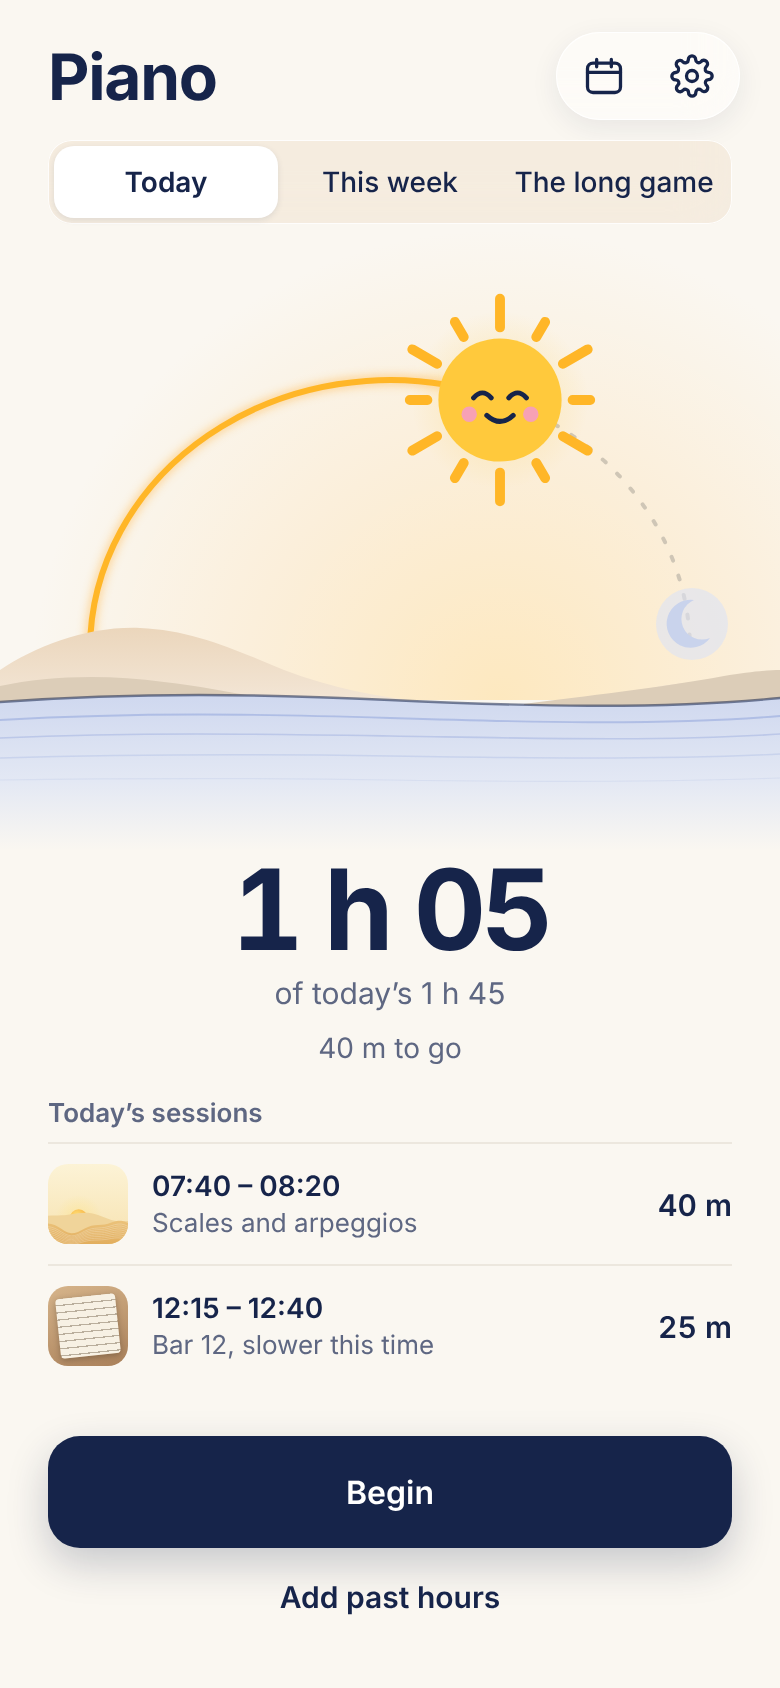 Piano
Today
This week
The long game
1 h 05
of today’s 1 h 45
40 m to go
Today’s sessions
07:40 – 08:20
Scales and arpeggios
40 m
12:15 – 12:40
Bar 12, slower this time
25 m
Begin
Add past hours